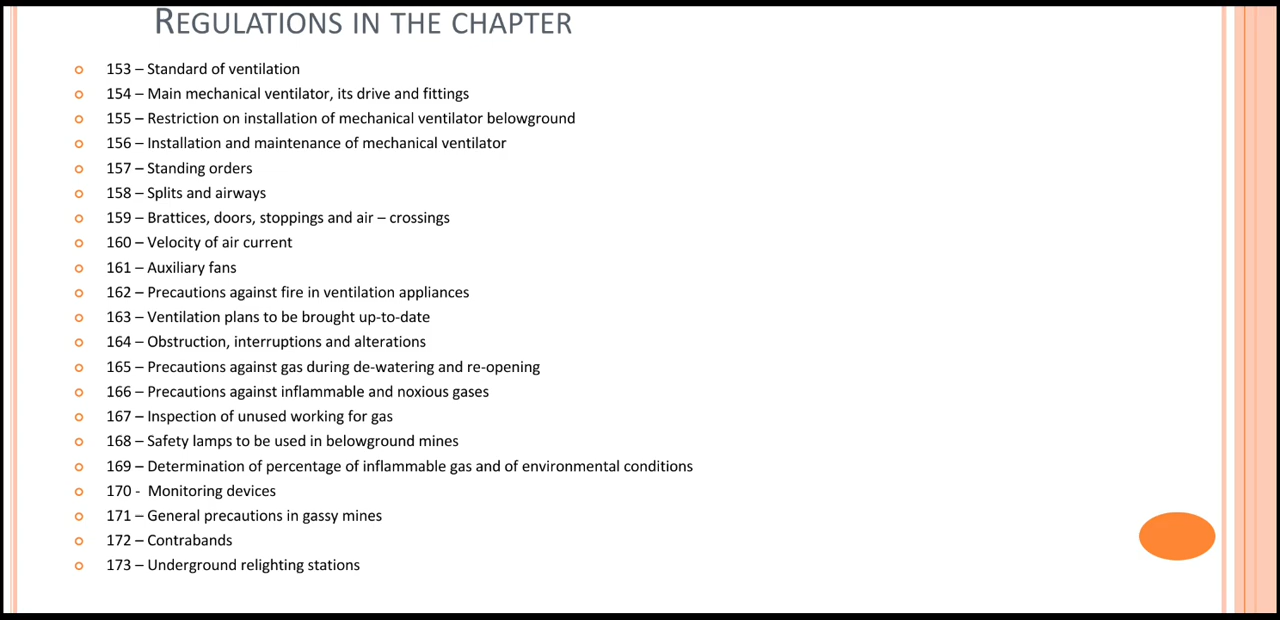 REGULATIONS IN THE CHAPTER
153 – Standard of ventilation
154 – Main mechanical ventilator, its drive and fittings
155 – Restriction on installation of mechanical ventilator belowground
156 – Installation and maintenance of mechanical ventilator
157 – Standing orders
158 – Splits and airways
159 – Brattices, doors, stoppings and air – crossings
160 – Velocity of air current
161 – Auxiliary fans
162 – Precautions against fire in ventilation appliances
163 – Ventilation plans to be brought up-to-date
164 – Obstruction, interruptions and alterations
165 – Precautions against gas during de-watering and re-opening
166 – Precautions against inflammable and noxious gases
167 – Inspection of unused working for gas
168 – Safety lamps to be used in belowground mines
169 – Determination of percentage of inflammable gas and of environmental conditions
170 - Monitoring devices
171 – General precautions in gassy mines
172 – Contrabands
173 – Underground relighting stations